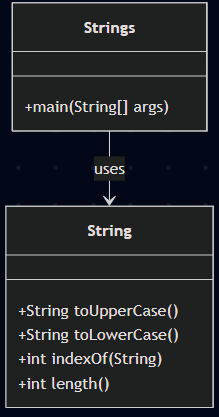 Strings
+main(String[] args)
uses
String
+String toUpperCase()
+String toLowerCase()
+int indexOf(String)
+int length()